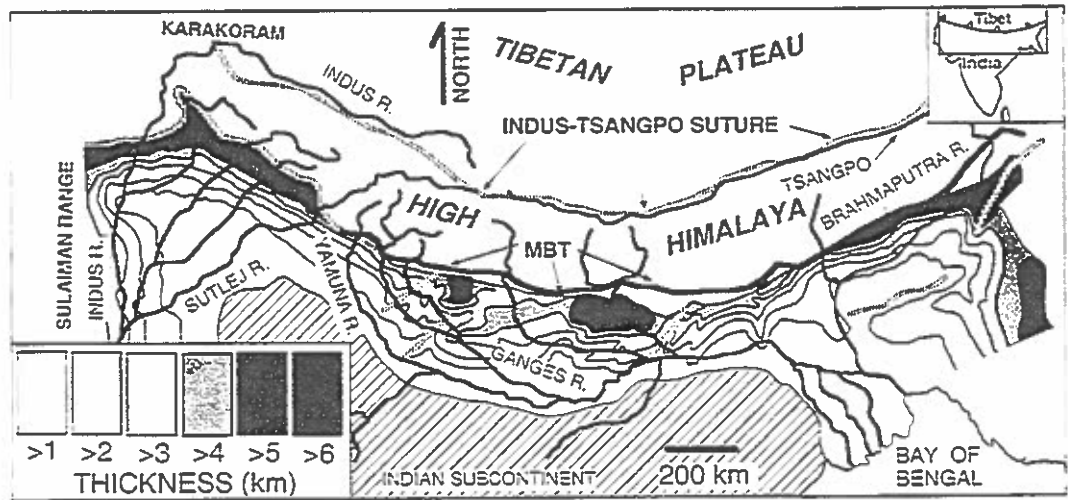 KARAKORAM
INDUS R.
NORTH
TIBETAN PLATEAU
Tibet
India
INDUS-TSANGPO SUTURE
TSANGPO
BRAHMAPUTRA R.
HIGH HIMALAYA
MBT
SULAIMAN RANGE
INDUS R.
SUTLEJ R.
YAMUNA R.
GANGES R.
>1 >2 >3 >4 >5 >6
THICKNESS (km)
INDIAN SUBCONTINENT
200 km
BAY OF
BENGAL